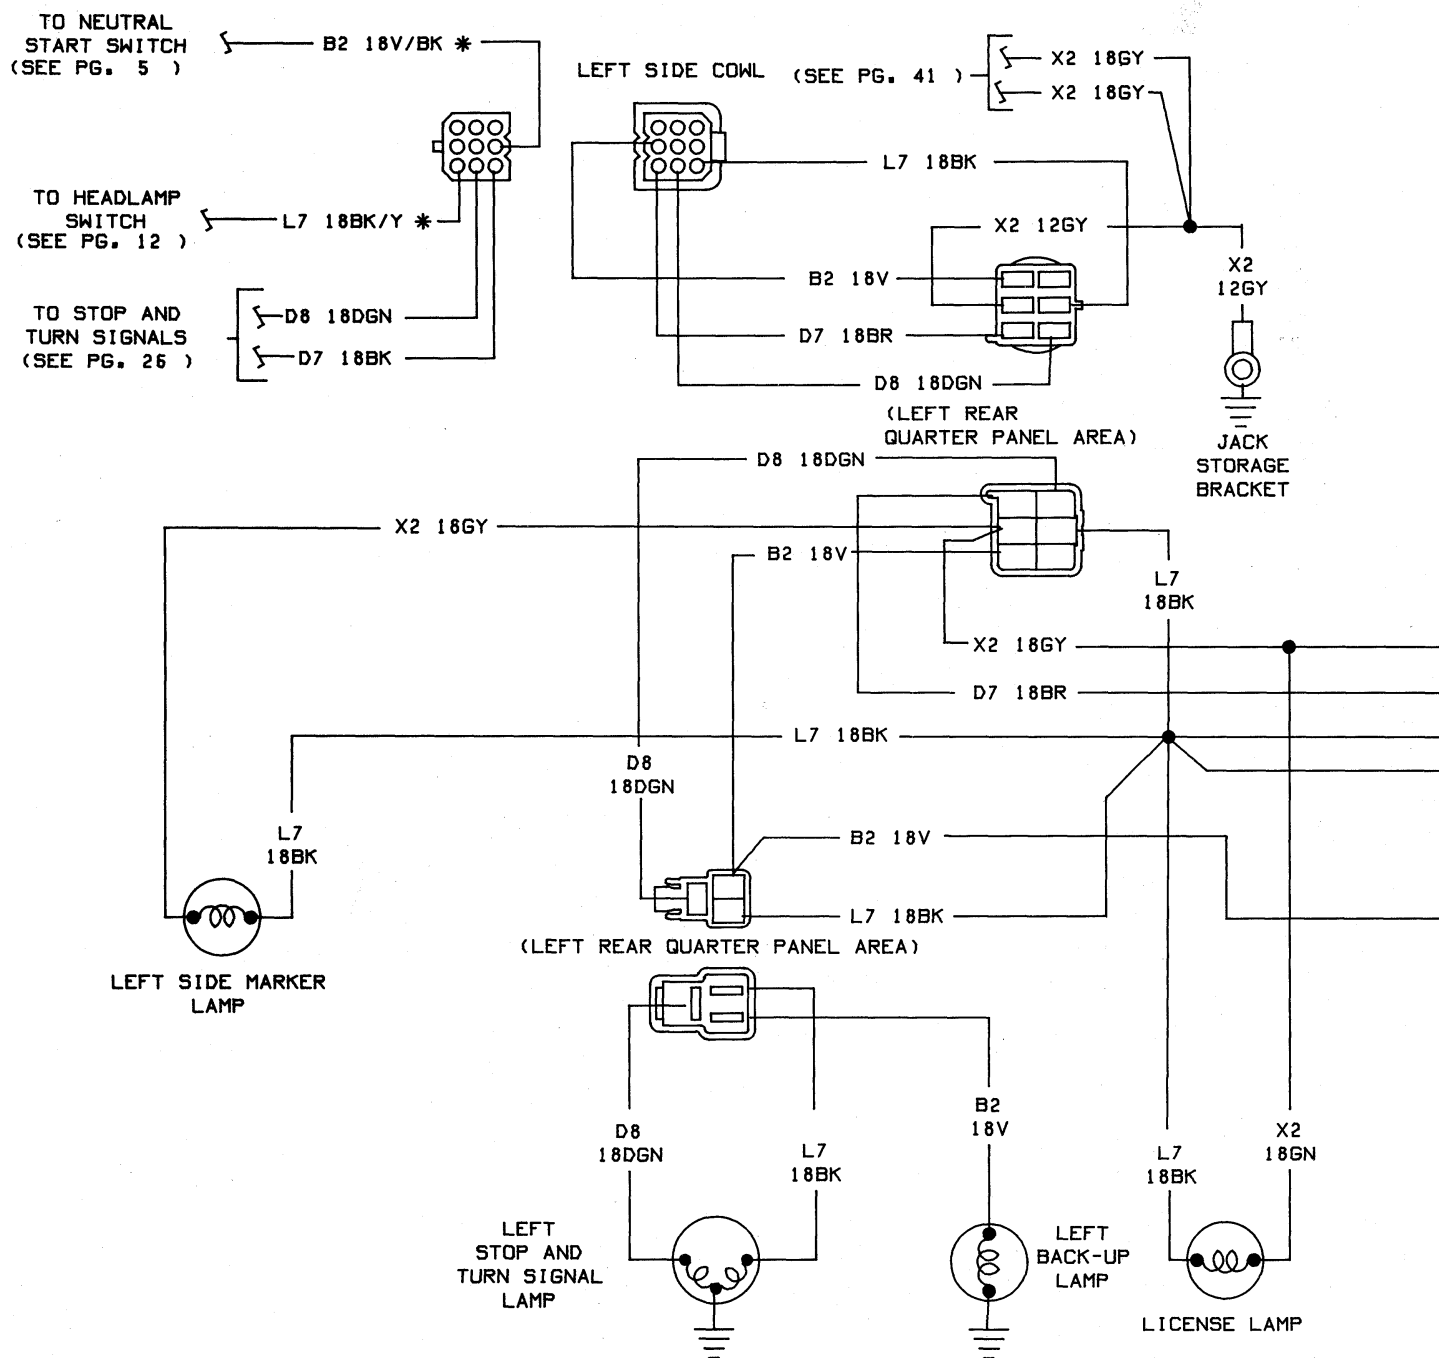 TO NEUTRAL
START SWITCH
(SEE PG. 5 )
B2 18V/BK *
LEFT SIDE COWL
(SEE PG. 41 )
X2 18GY
X2 18GY
L7 18BK
TO HEADLAMP
SWITCH
(SEE PG. 12 )
L7 18BK/Y *
X2 12GY
B2 18V
X2
12GY
TO STOP AND
TURN SIGNALS
(SEE PG. 26 )
D8 18DGN
D7 18BK
D7 18BR
D8 18DGN
(LEFT REAR
QUARTER PANEL AREA)
JACK
STORAGE
BRACKET
D8 18DGN
X2 18GY
B2 18V
L7
18BK
X2 18GY
D7 18BR
L7 18BK
D8
18DGN
L7
18BK
B2 18V
L7 18BK
(LEFT REAR QUARTER PANEL AREA)
LEFT SIDE MARKER
LAMP
D8
18DGN
L7
18BK
B2
18V
L7
18BK
X2
18GN
LEFT
STOP AND
TURN SIGNAL
LAMP
LEFT
BACK-UP
LAMP
LICENSE LAMP